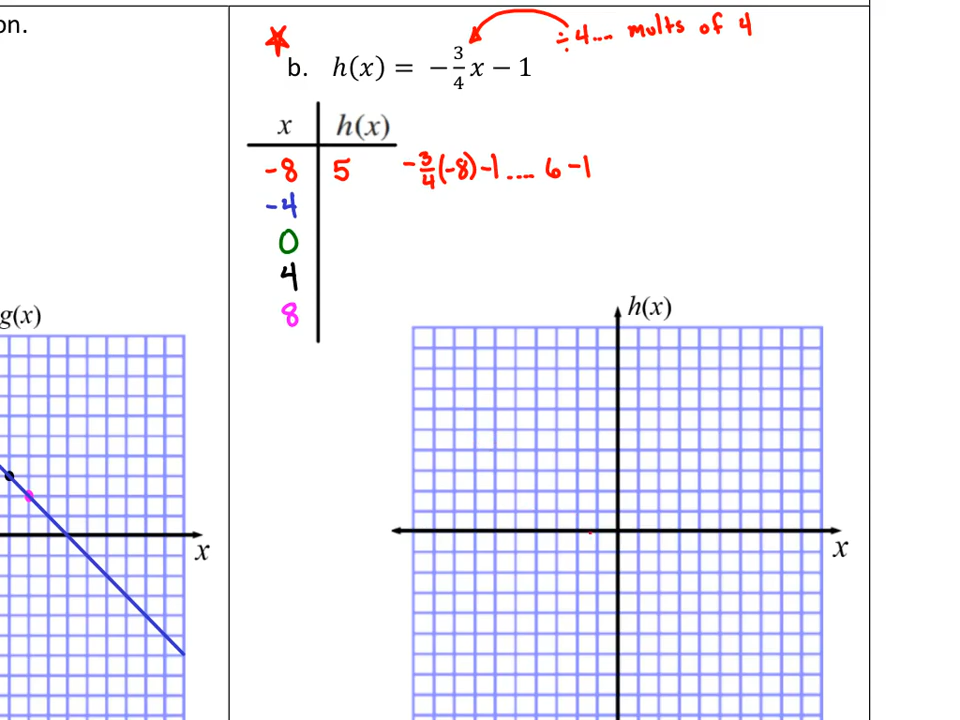 on.
÷4.... mults of 4
b. h(x) = −3/4x − 1
x h(x)
-8 5 -3/4(-8)-1.... 6-1
-4
0
4
8
g(x)
h(x)
x
x